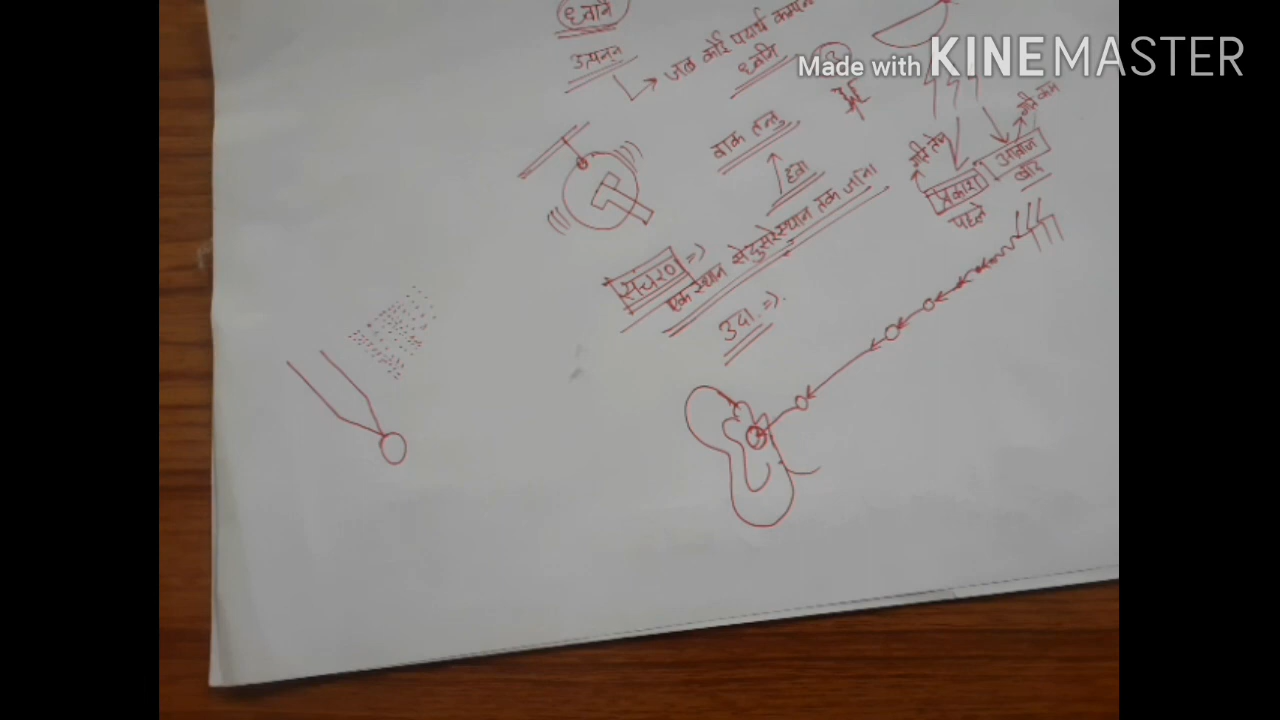 ध्वनि
उत्पन्न
जब कोई पदार्थ कम्पन
ध्वनि
Made with KINEMASTER
वाक तन्तु
हवा
गति तेज
गति कम
प्रकाश
आवाज
पहले
बाद
संचरण =>
एक स्थान से दुसरे स्थान तक जाना
उदा. =>